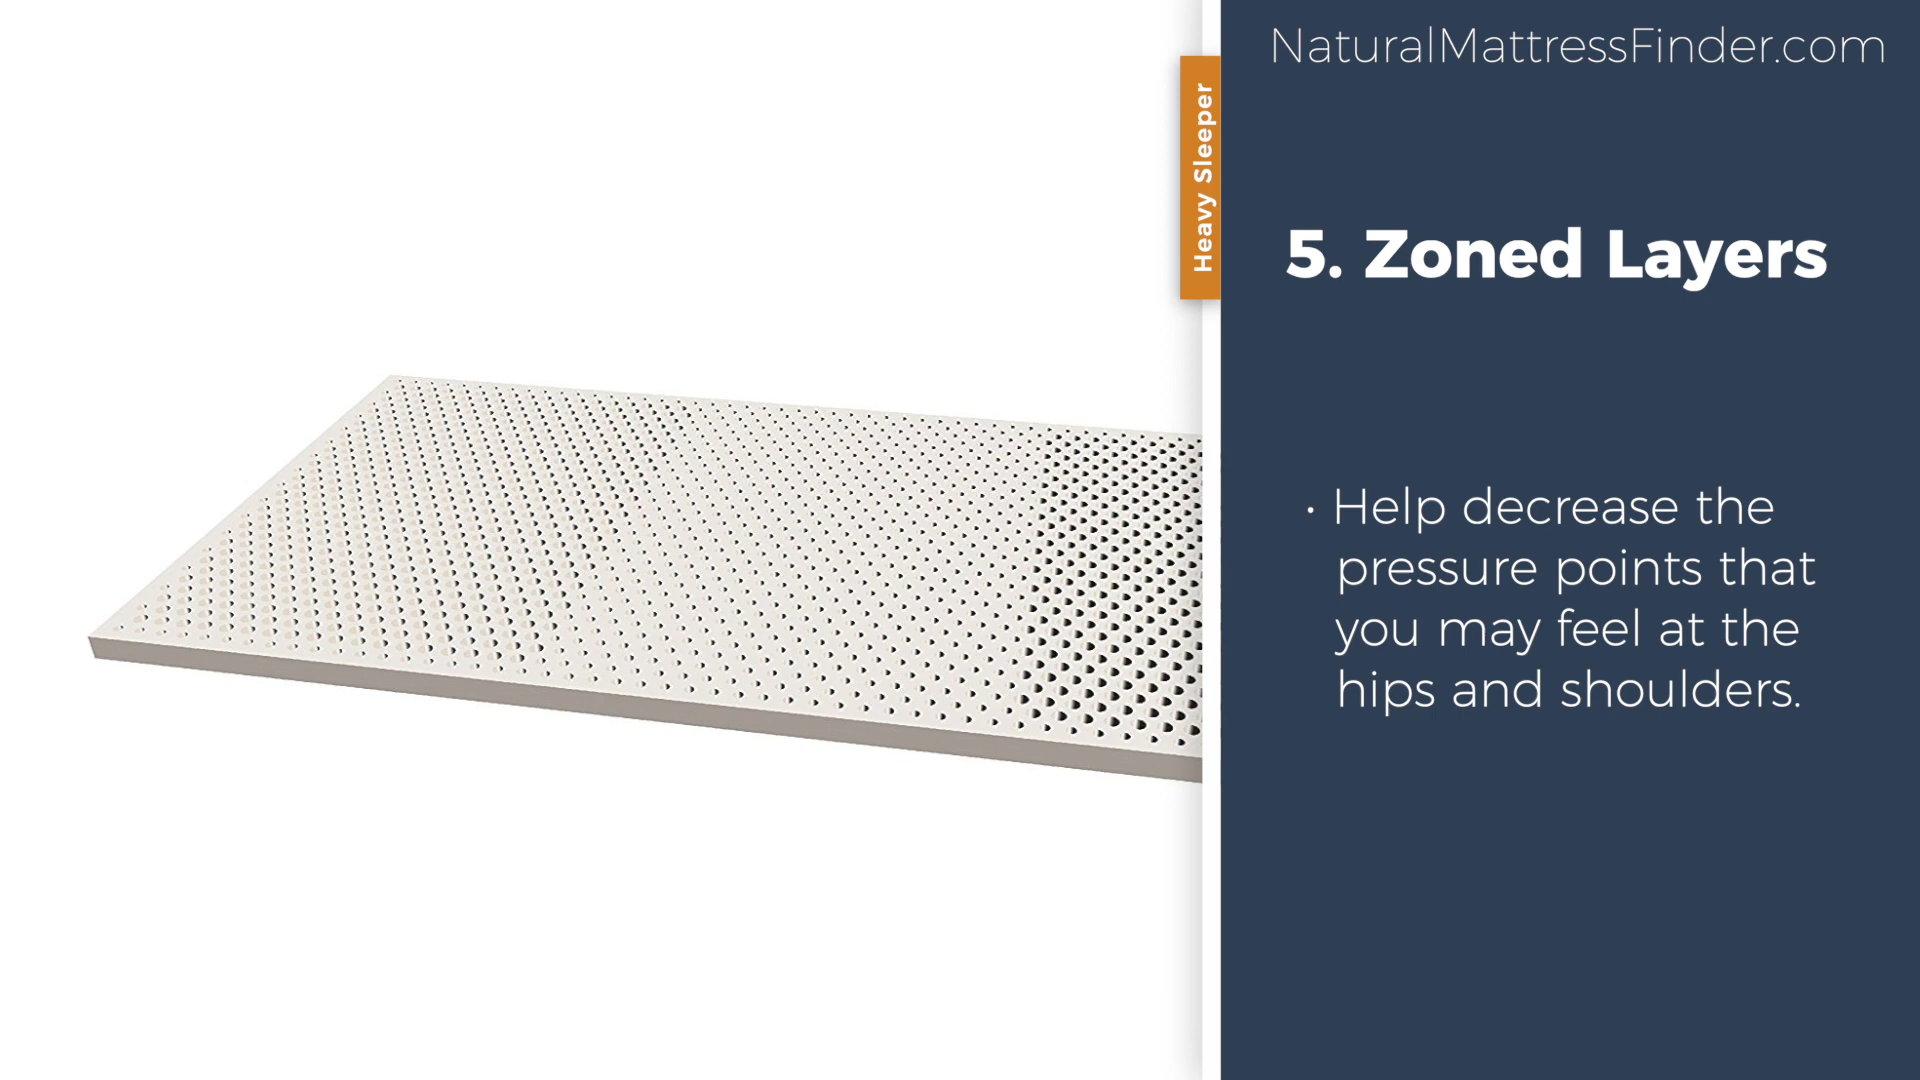 NaturalMattressFinder.com
Heavy Sleeper
5. Zoned Layers
· Help decrease the
pressure points that
you may feel at the
hips and shoulders.